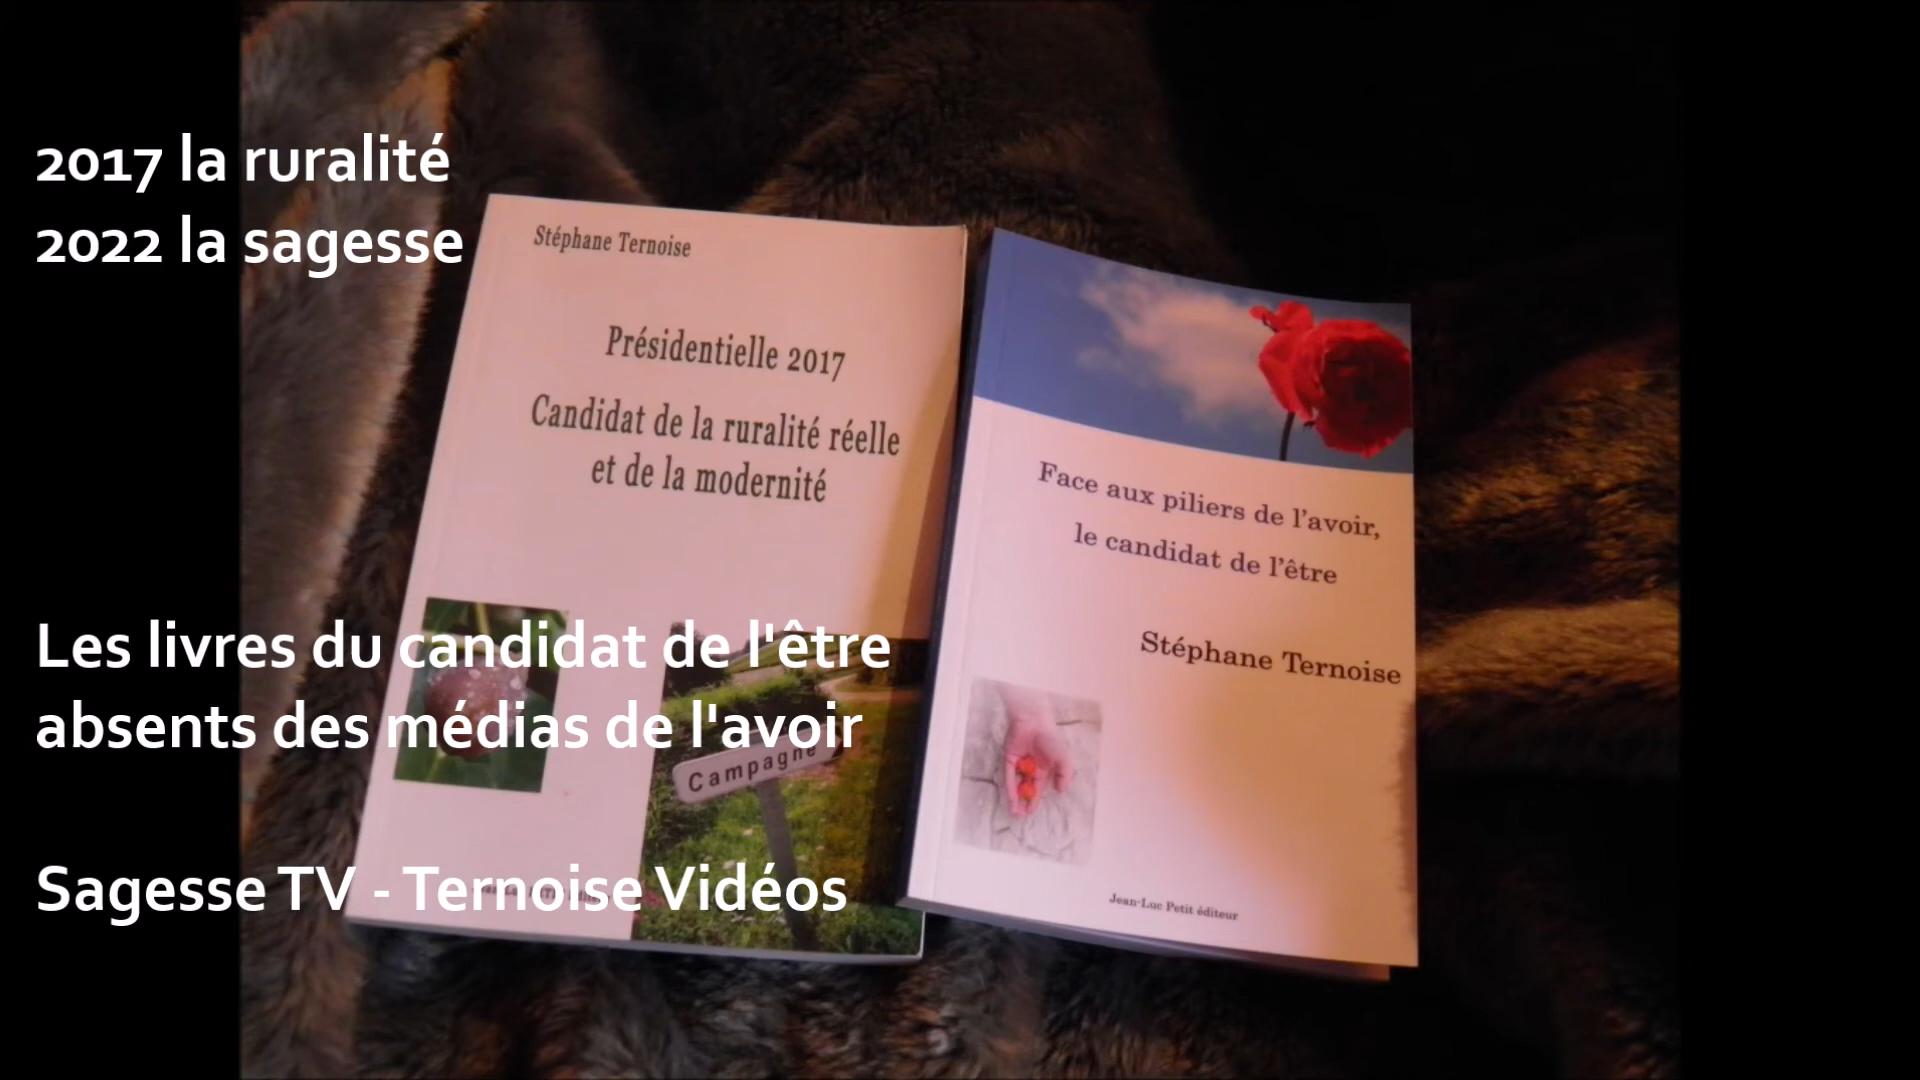 2017 la ruralité
2022 la sagesse
Stéphane Ternoise
Présidentielle 2017
Candidat de la ruralité réelle
et de la modernité
Campagne
Face aux piliers de l'avoir,
le candidat de l'être
Stéphane Ternoise
Jean-Luc Petit éditeur
Les livres du candidat de l'être
absents des médias de l'avoir
Sagesse TV - Ternoise Vidéos